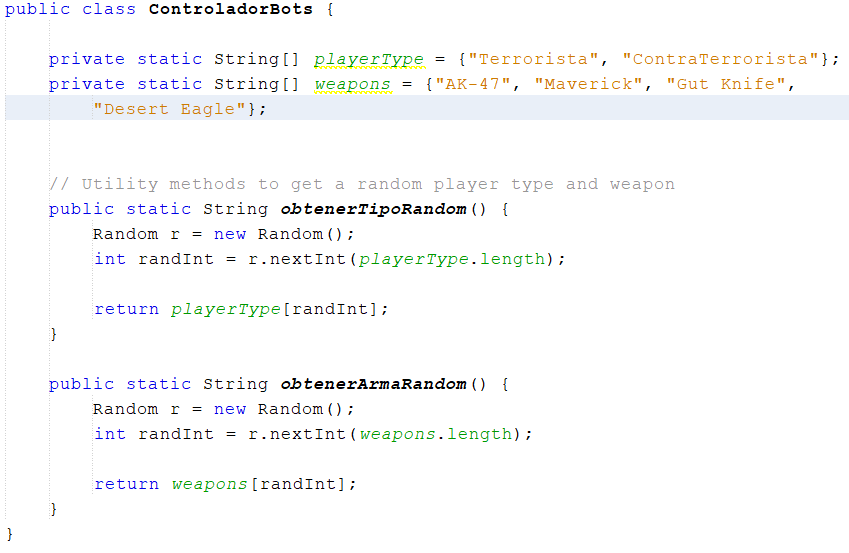 public class ControladorBots {
private static String[] playerType = {"Terrorista", "ContraTerrorista"};
private static String[] weapons = {"AK-47", "Maverick", "Gut Knife",
"Desert Eagle"};
// Utility methods to get a random player type and weapon
public static String obtenerTipoRandom() {
Random r = new Random();
int randInt = r.nextInt(playerType.length);
return playerType[randInt];
}
public static String obtenerArmaRandom() {
Random r = new Random();
int randInt = r.nextInt(weapons.length);
return weapons[randInt];
}
}